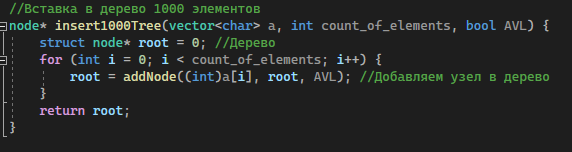 //Вставка в дерево 1000 элементов
node* insert1000Tree(vector<char> a, int count_of_elements, bool AVL) {
    struct node* root = 0; //Дерево
    for (int i = 0; i < count_of_elements; i++) {
        root = addNode((int)a[i], root, AVL); //Добавляем узел в дерево
    }
    return root;
}